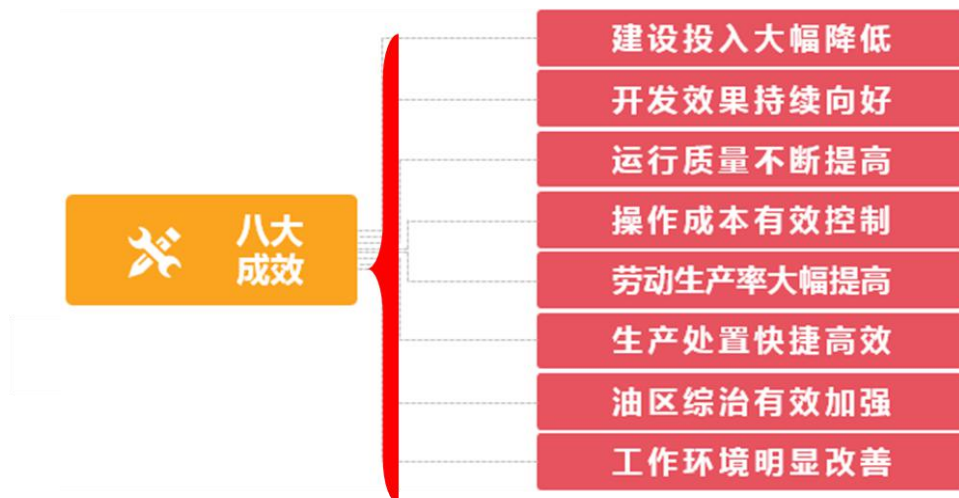 八大
成效
建设投入大幅降低
开发效果持续向好
运行质量不断提高
操作成本有效控制
劳动生产率大幅提高
生产处置快捷高效
油区综治有效加强
工作环境明显改善